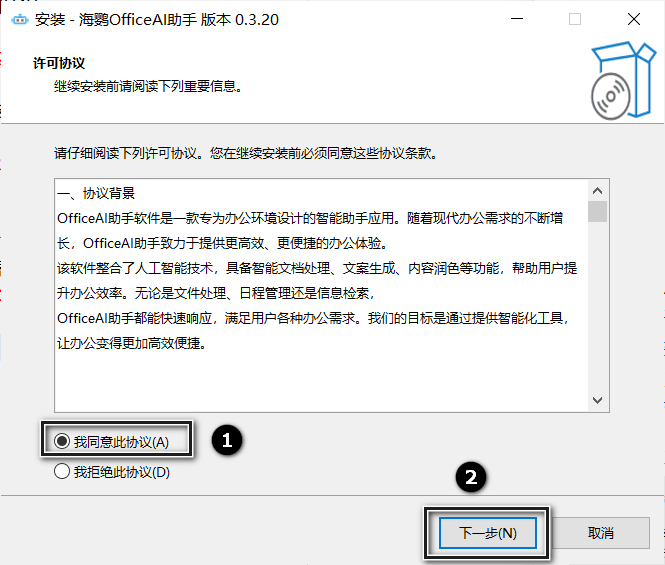 安装 - 海鹦OfficeAI助手 版本 0.3.20
许可协议
继续安装前请阅读下列重要信息。
请仔细阅读下列许可协议。您在继续安装前必须同意这些协议条款。
一、协议背景
OfficeAI助手软件是一款专为办公环境设计的智能助手应用。随着现代办公需求的不断增
长，OfficeAI助手致力于提供更高效、更便捷的办公体验。
该软件整合了人工智能技术，具备智能文档处理、文案生成、内容润色等功能，帮助用户提
升办公效率。无论是文件处理、日程管理还是信息检索，
OfficeAI助手都能快速响应，满足用户各种办公需求。我们的目标是通过提供智能化工具，
让办公变得更加高效便捷。
我同意此协议(A)
1
我拒绝此协议(D)
2
下一步(N)
取消